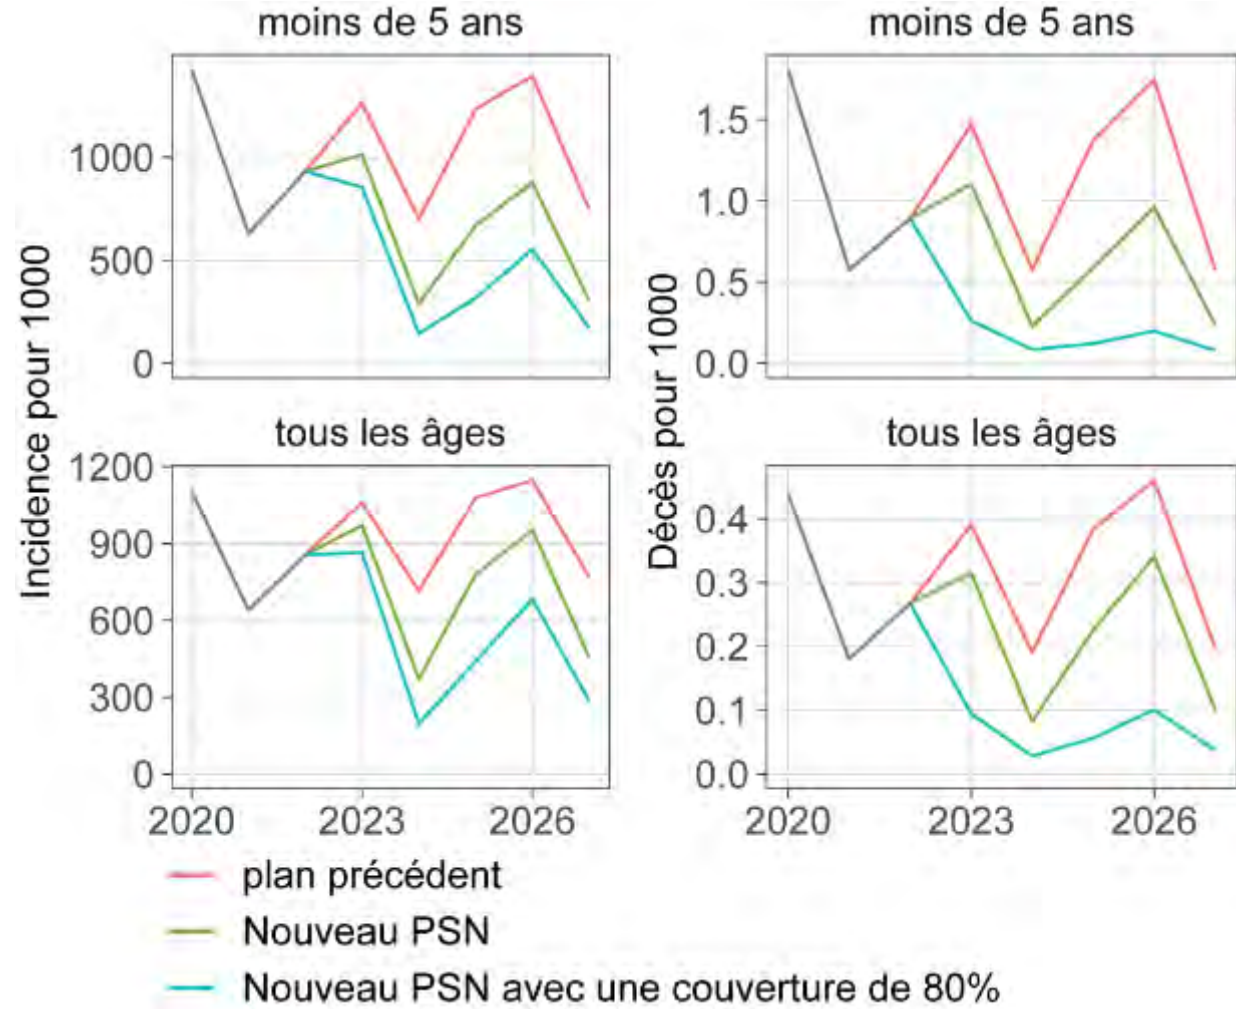 moins de 5 ans
moins de 5 ans
Incidence pour 1000
1000
500
0
Décès pour 1000
1.5
1.0
0.5
0.0
tous les âges
tous les âges
1200
900
600
300
0
0.4
0.3
0.2
0.1
0.0
2020 2023 2026
2020 2023 2026
plan précédent
Nouveau PSN
Nouveau PSN avec une couverture de 80%